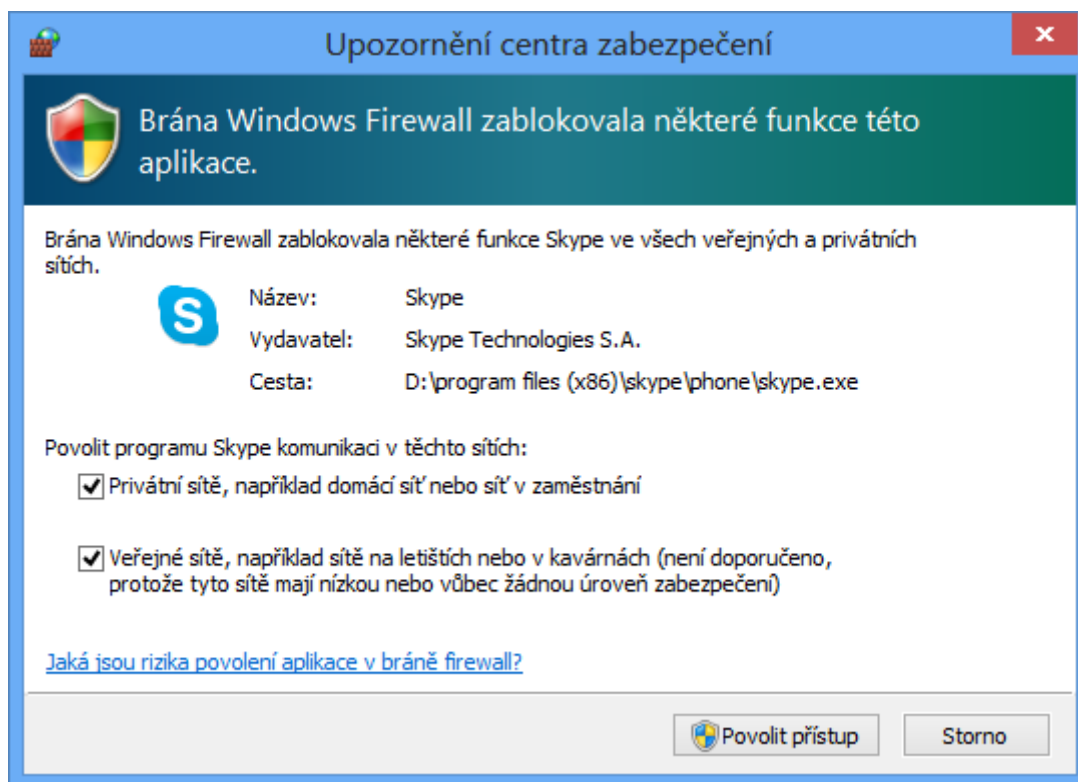 Upozornění centra zabezpečení
Brána Windows Firewall zablokovala některé funkce této
aplikace.
Brána Windows Firewall zablokovala některé funkce Skype ve všech veřejných a privátních
sítích.
Název: Skype
Vydavatel: Skype Technologies S.A.
Cesta: D:\program files (x86)\skype\phone\skype.exe
Povolit programu Skype komunikaci v těchto sítích:
Privátní sítě, například domácí síť nebo síť v zaměstnání
Veřejné sítě, například sítě na letištích nebo v kavárnách (není doporučeno,
protože tyto sítě mají nízkou nebo vůbec žádnou úroveň zabezpečení)
Jaká jsou rizika povolení aplikace v bráně firewall?
Povolit přístup Storno